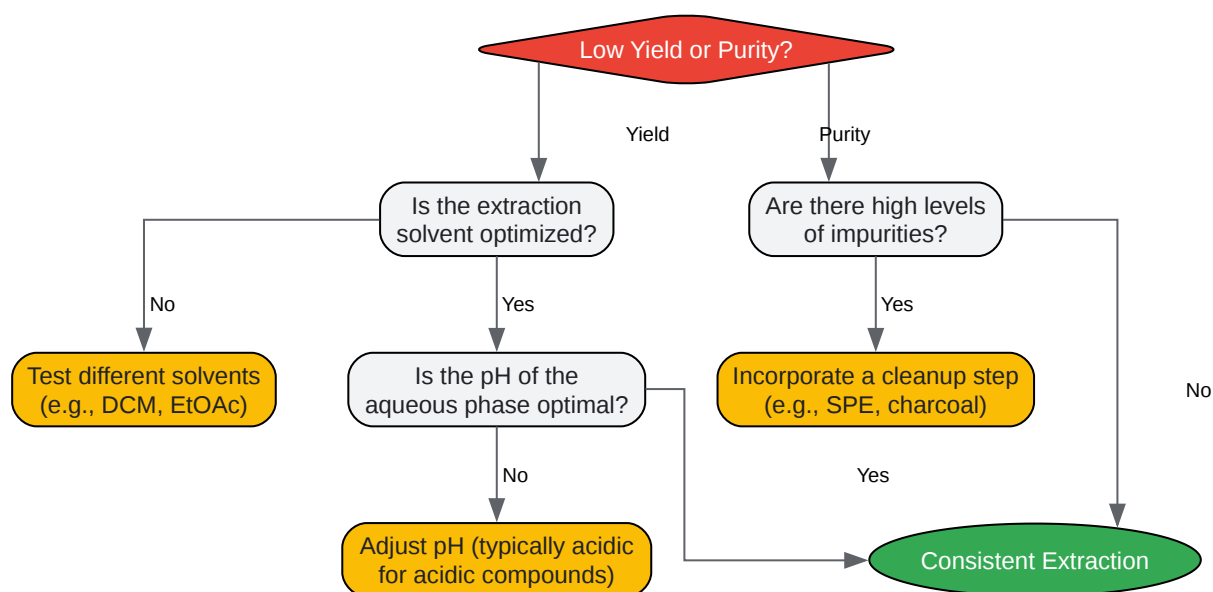 Low Yield or Purity?
Yield
Purity
Is the extraction
solvent optimized?
Are there high levels
of impurities?
No
Yes
Yes
Test different solvents
(e.g., DCM, EtOAc)
Is the pH of the
aqueous phase optimal?
Incorporate a cleanup step
(e.g., SPE, charcoal)
No
No
Yes
Adjust pH (typically acidic
for acidic compounds)
Consistent Extraction